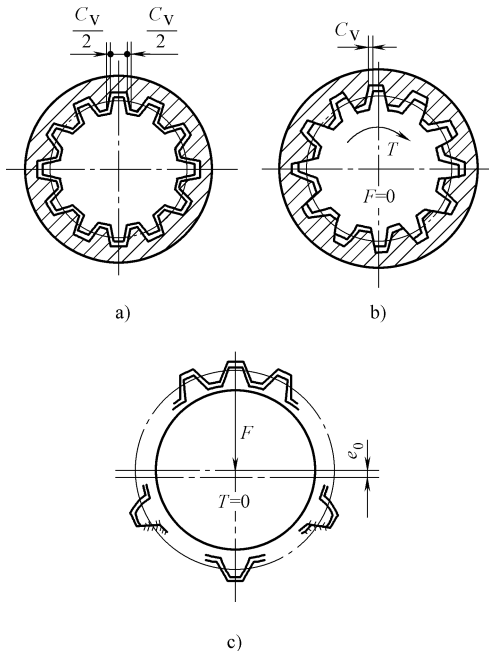 C_V/2 C_V/2
C_V
T
F=0
a)
b)
F
e_0
T=0
c)